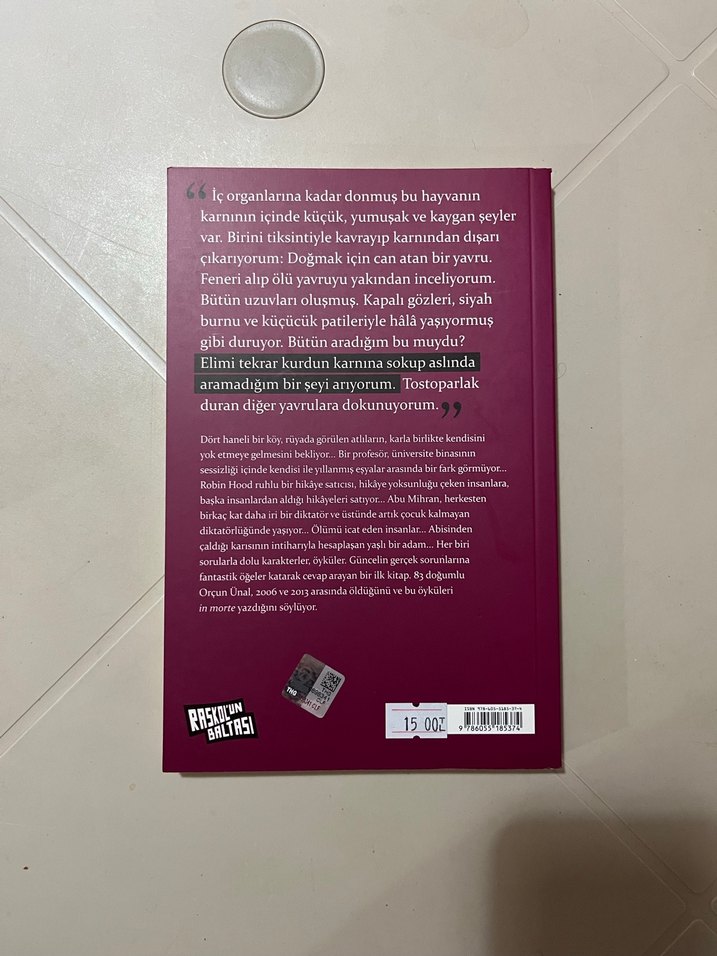 “ İç organlarına kadar donmuş bu hayvanın
karnının içinde küçük, yumuşak ve kaygan şeyler
var. Birini tiksintiyle kavrayıp karnından dışarı
çıkarıyorum: Doğmak için can atan bir yavru.
Feneri alıp ölü yavruyu yakından inceliyorum.
Bütün uzuvları oluşmuş. Kapalı gözleri, siyah
burnu ve küçücük patileriyle hâlâ yaşıyormuş
gibi duruyor. Bütün aradığım bu muydu?
Elimi tekrar kurdun karnına sokup aslında
aramadığım bir şeyi arıyorum. Tostoparlak
duran diğer yavrulara dokunuyorum. ”
Dört haneli bir köy, rüyada görülen atlıların, karla birlikte kendisini
yok etmeye gelmesini bekliyor... Bir profesör, üniversite binasının
sessizliği içinde kendisi ile yıllanmış eşyalar arasında bir fark görmüyor...
Robin Hood ruhlu bir hikâye satıcısı, hikâye yoksunluğu çeken insanlara,
başka insanlardan aldığı hikâyeleri satıyor... Abu Mihran, herkesten
birkaç kat daha iri bir diktatör ve üstünde artık çocuk kalmayan
diktatörlüğünde yaşıyor... Ölümü icat eden insanlar... Abisinden
çaldığı karısının intiharıyla hesaplaşan yaşlı bir adam... Her biri
sorularla dolu karakterler, öyküler. Güncelin gerçek sorunlarına
fantastik öğeler katarak cevap arayan bir ilk kitap. 83 doğumlu
Orçun Ünal, 2006 ve 2013 arasında öldüğünü ve bu öyküleri
in morte yazdığını söylüyor.
RASKOL'UN
BALTASI
THG
15 00
ISBN 978-605-5185-37-4
9 786055 185374